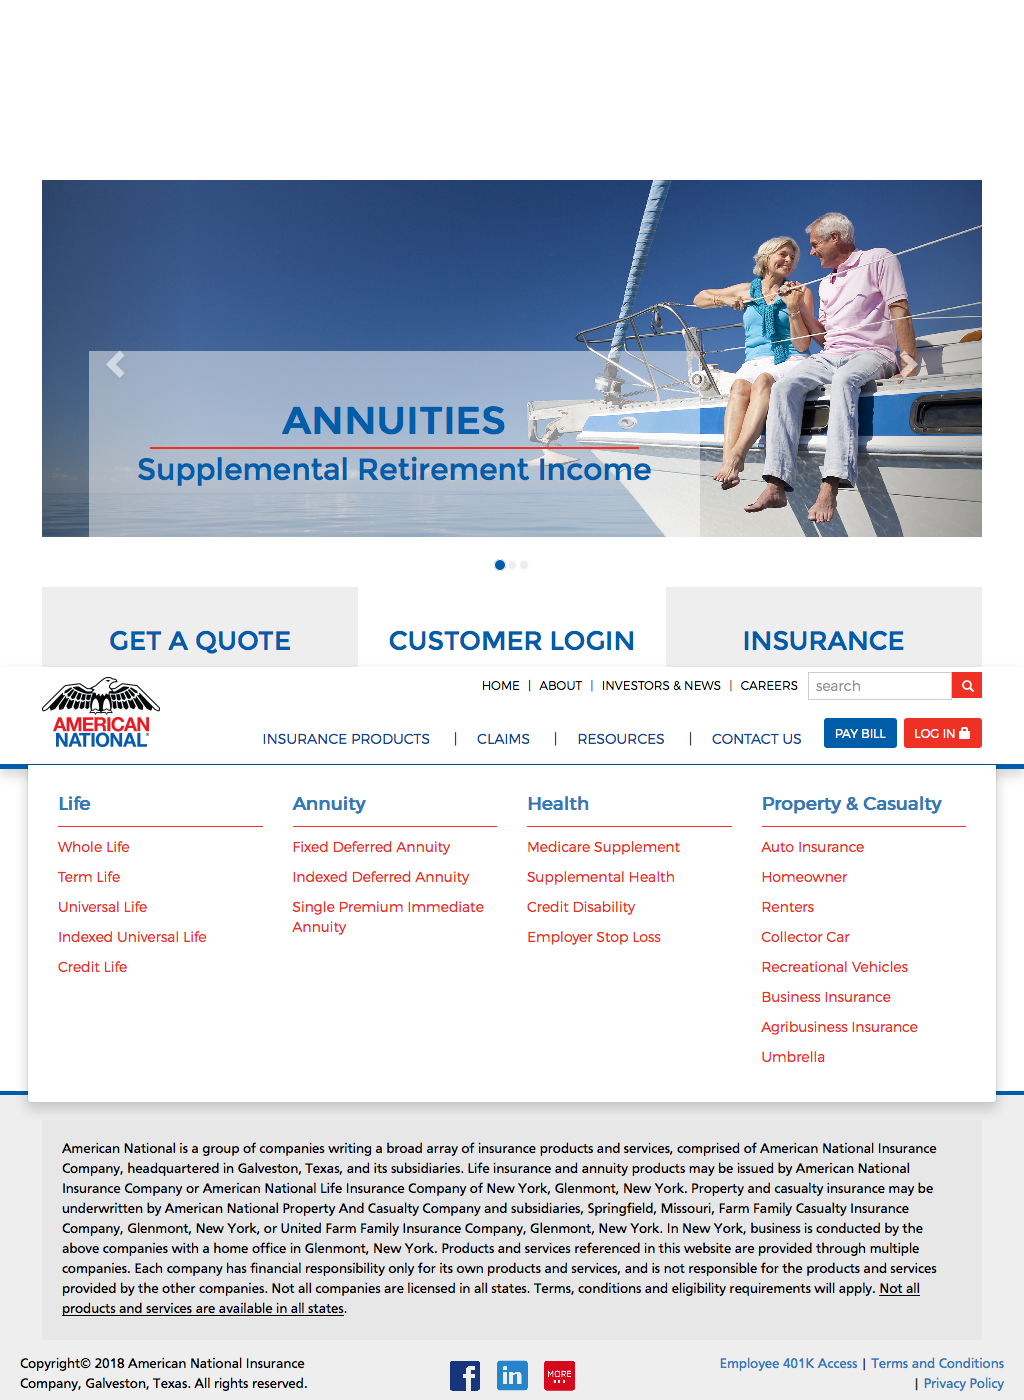 ANNUITIES
Supplemental Retirement Income
GET A QUOTE
CUSTOMER LOGIN
INSURANCE
HOME | ABOUT | INVESTORS & NEWS | CAREERS
search
AMERICAN
NATIONAL
INSURANCE PRODUCTS | CLAIMS | RESOURCES | CONTACT US
PAY BILL
LOG IN
Life
Whole Life
Term Life
Universal Life
Indexed Universal Life
Credit Life
Annuity
Fixed Deferred Annuity
Indexed Deferred Annuity
Single Premium Immediate
Annuity
Health
Medicare Supplement
Supplemental Health
Credit Disability
Employer Stop Loss
Property & Casualty
Auto Insurance
Homeowner
Renters
Collector Car
Recreational Vehicles
Business Insurance
Agribusiness Insurance
Umbrella
American National is a group of companies writing a broad array of insurance products and services, comprised of American National Insurance
Company, headquartered in Galveston, Texas, and its subsidiaries. Life insurance and annuity products may be issued by American National
Insurance Company or American National Life Insurance Company of New York, Glenmont, New York. Property and casualty insurance may be
underwritten by American National Property And Casualty Company and subsidiaries, Springfield, Missouri, Farm Family Casualty Insurance
Company, Glenmont, New York, or United Farm Family Insurance Company, Glenmont, New York. In New York, business is conducted by the
above companies with a home office in Glenmont, New York. Products and services referenced in this website are provided through multiple
companies. Each company has financial responsibility only for its own products and services, and is not responsible for the products and services
provided by the other companies. Not all companies are licensed in all states. Terms, conditions and eligibility requirements will apply. Not all
products and services are available in all states.
Copyright© 2018 American National Insurance
Company, Galveston, Texas. All rights reserved.
f
in
MORE
Employee 401K Access | Terms and Conditions
| Privacy Policy